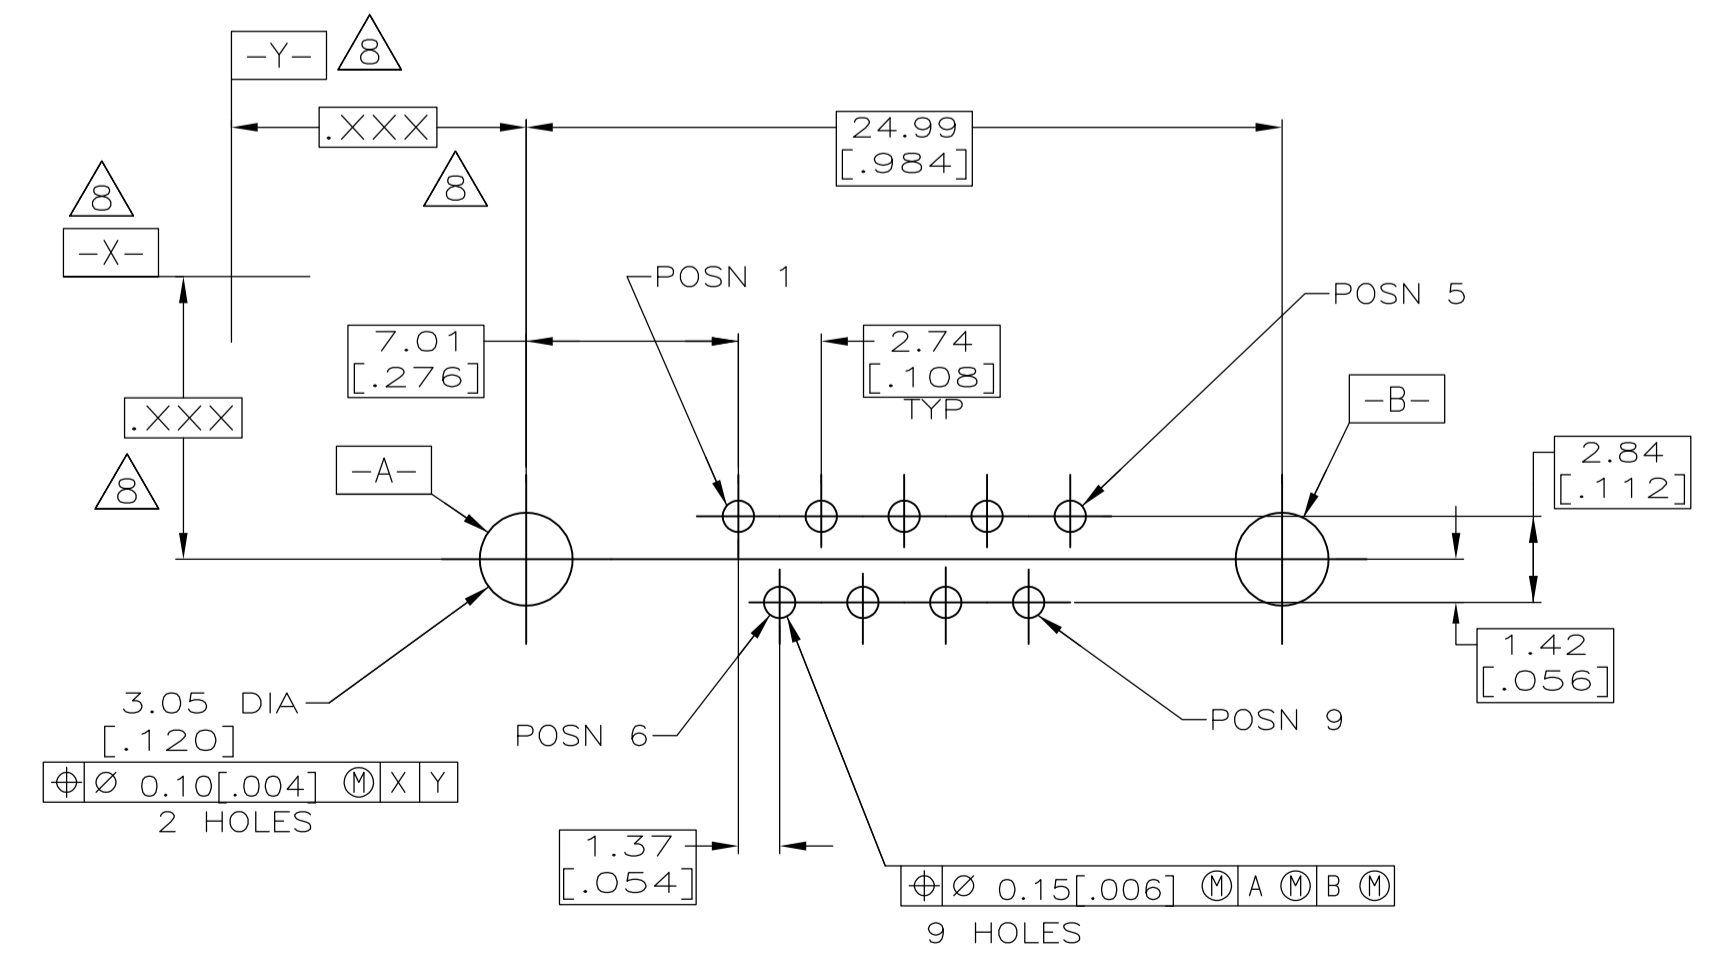 -Y-
8
.XXX
8
24.99
[.984]
8
-X-
POSN 1
POSN 5
7.01
[.276]
2.74
[.108]
TYP
-B-
.XXX
8
-A-
2.84
[.112]
1.42
[.056]
3.05 DIA
[.120]
⌖ ⌀ 0.10[.004] Ⓜ X Y
2 HOLES
POSN 6
POSN 9
1.37
[.054]
⌖ ⌀ 0.15[.006] Ⓜ A Ⓜ B Ⓜ
9 HOLES